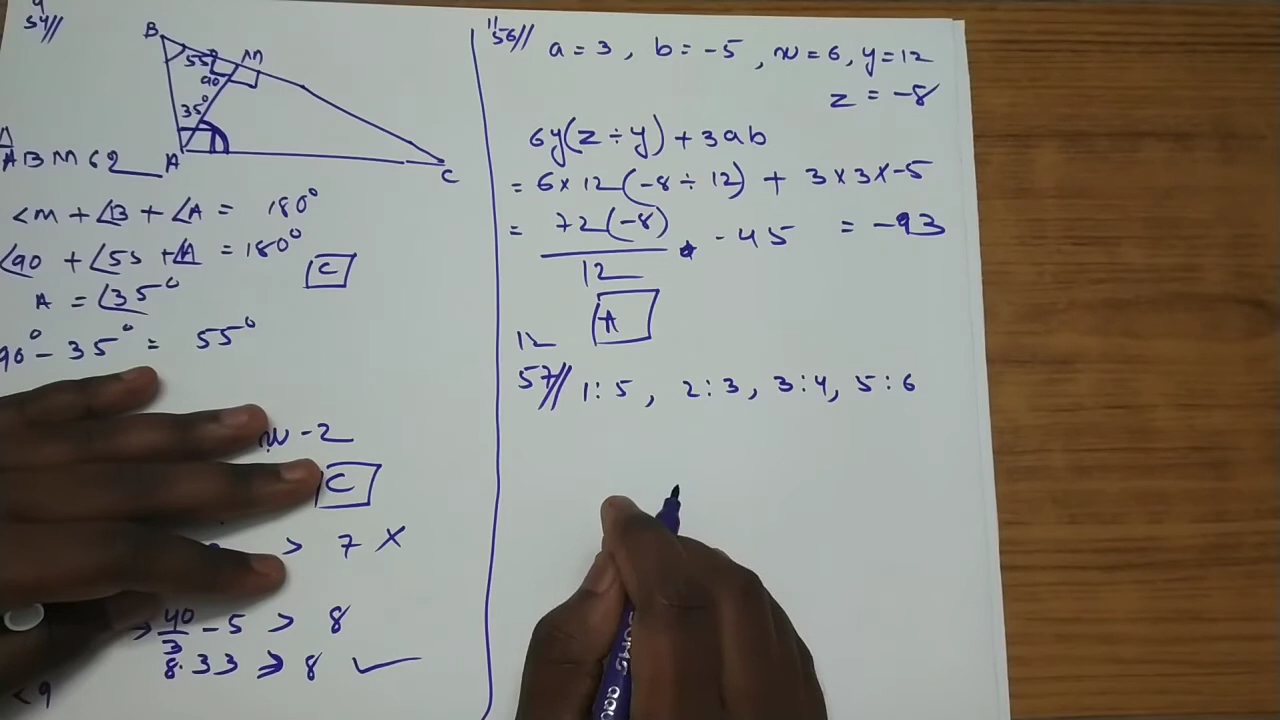 54//
B
M
55°
90
35°
A
C
Δ
ABM 62
<M + ∠B + ∠A = 180°
∠90 + ∠55 + ∠A = 180°
C
A = ∠35°
90° - 35° = 55°
x - 2
C
> 7 ×
→ 40/3 - 5 > 8
8.33 > 8 ✓
< 9
11
56// a = 3, b = -5, x = 6, y = 12
z = -8
6y(z ÷ y) + 3ab
= 6 × 12 (-8 ÷ 12) + 3 × 3 × -5
= 72(-8)/12 - 45 = -93
A
12
57// 1:5, 2:3, 3:4, 5:6